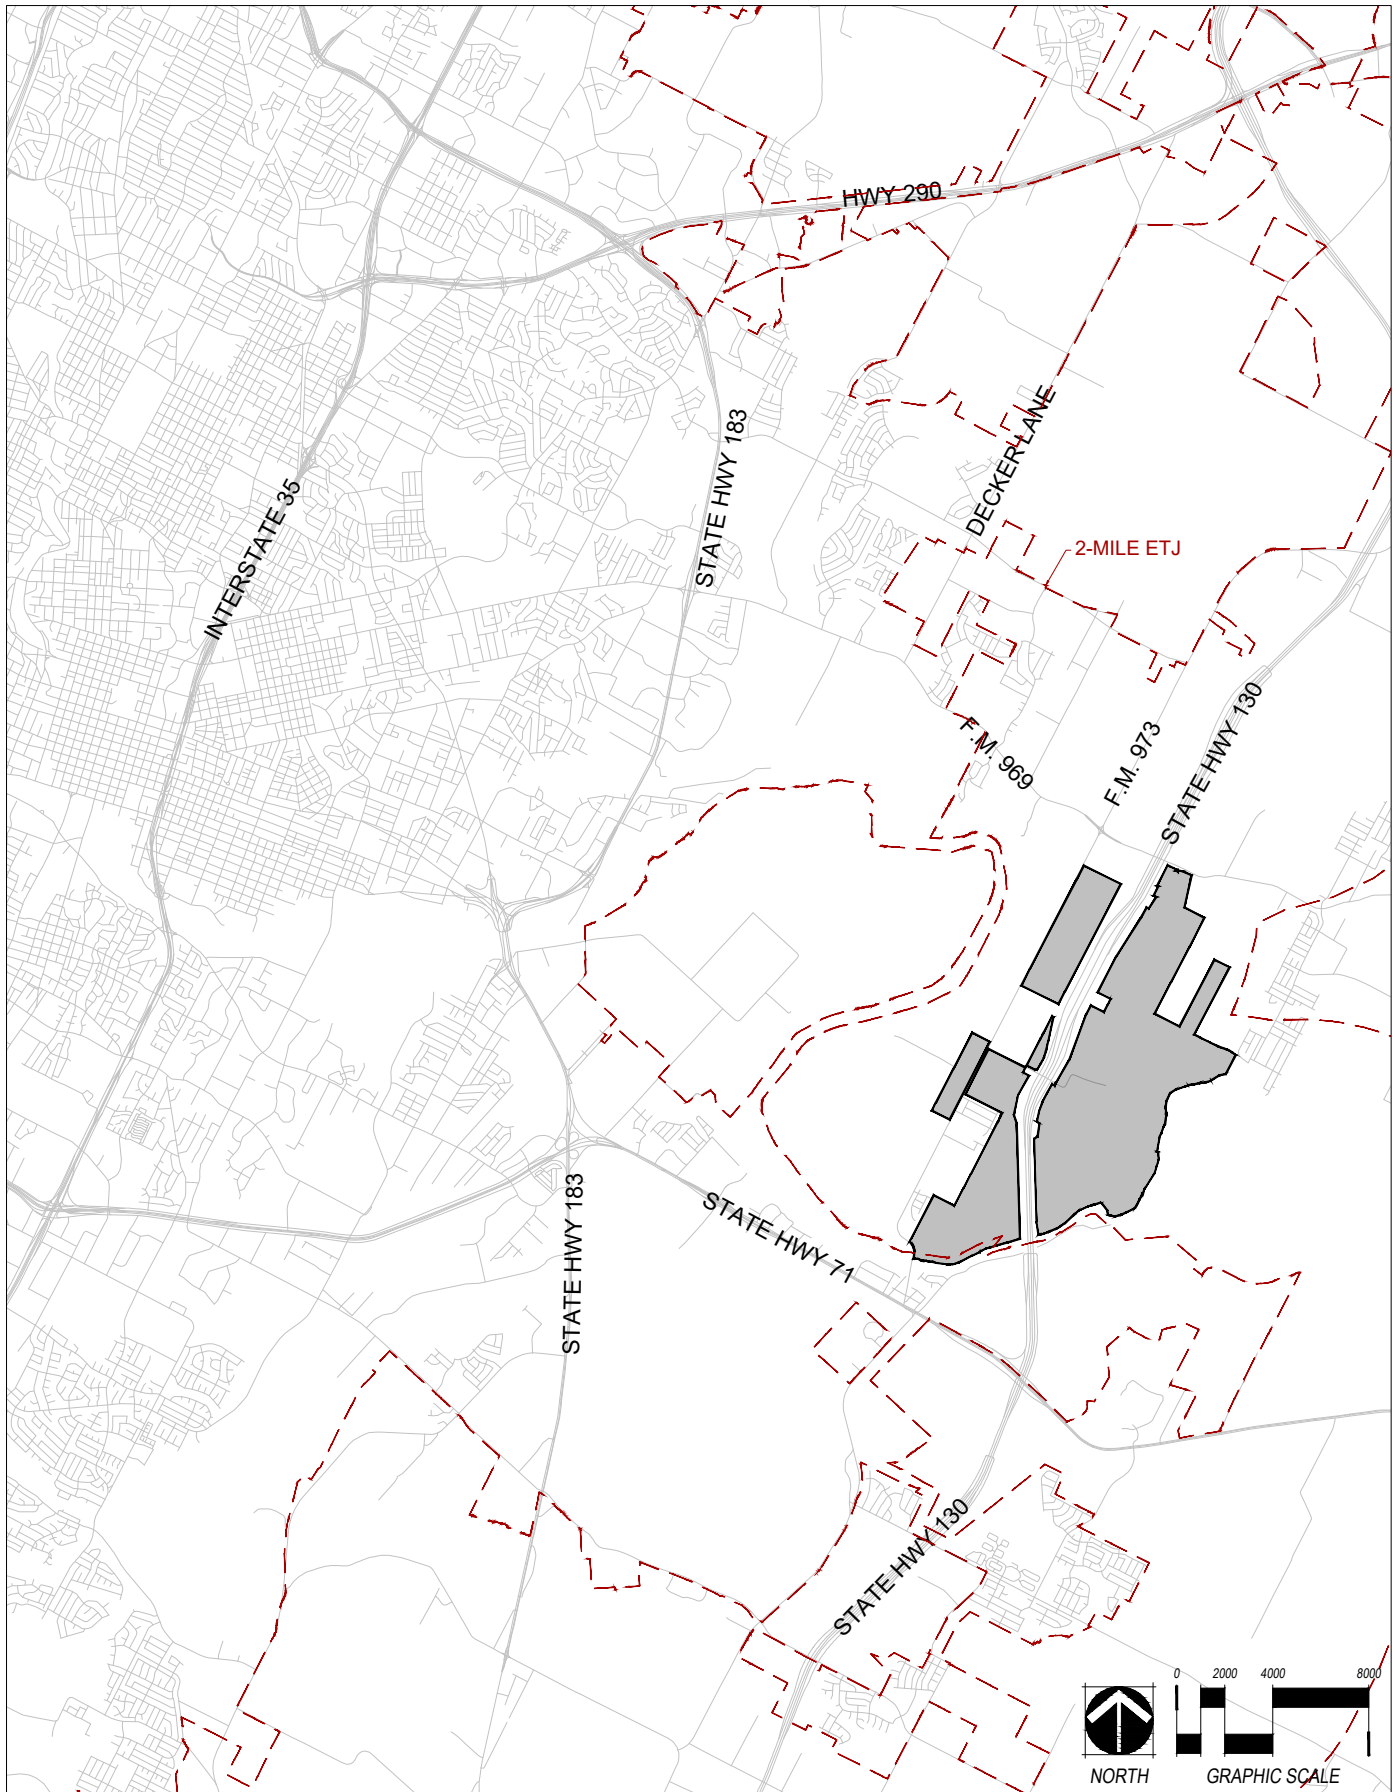 HWY 290
DECKER LANE
STATE HWY 183
INTERSTATE 35
2-MILE ETJ
F.M. 969
F.M. 973
STATE HWY 130
STATE HWY 71
STATE HWY 183
STATE HWY 130
0 2000 4000 8000
NORTH
GRAPHIC SCALE